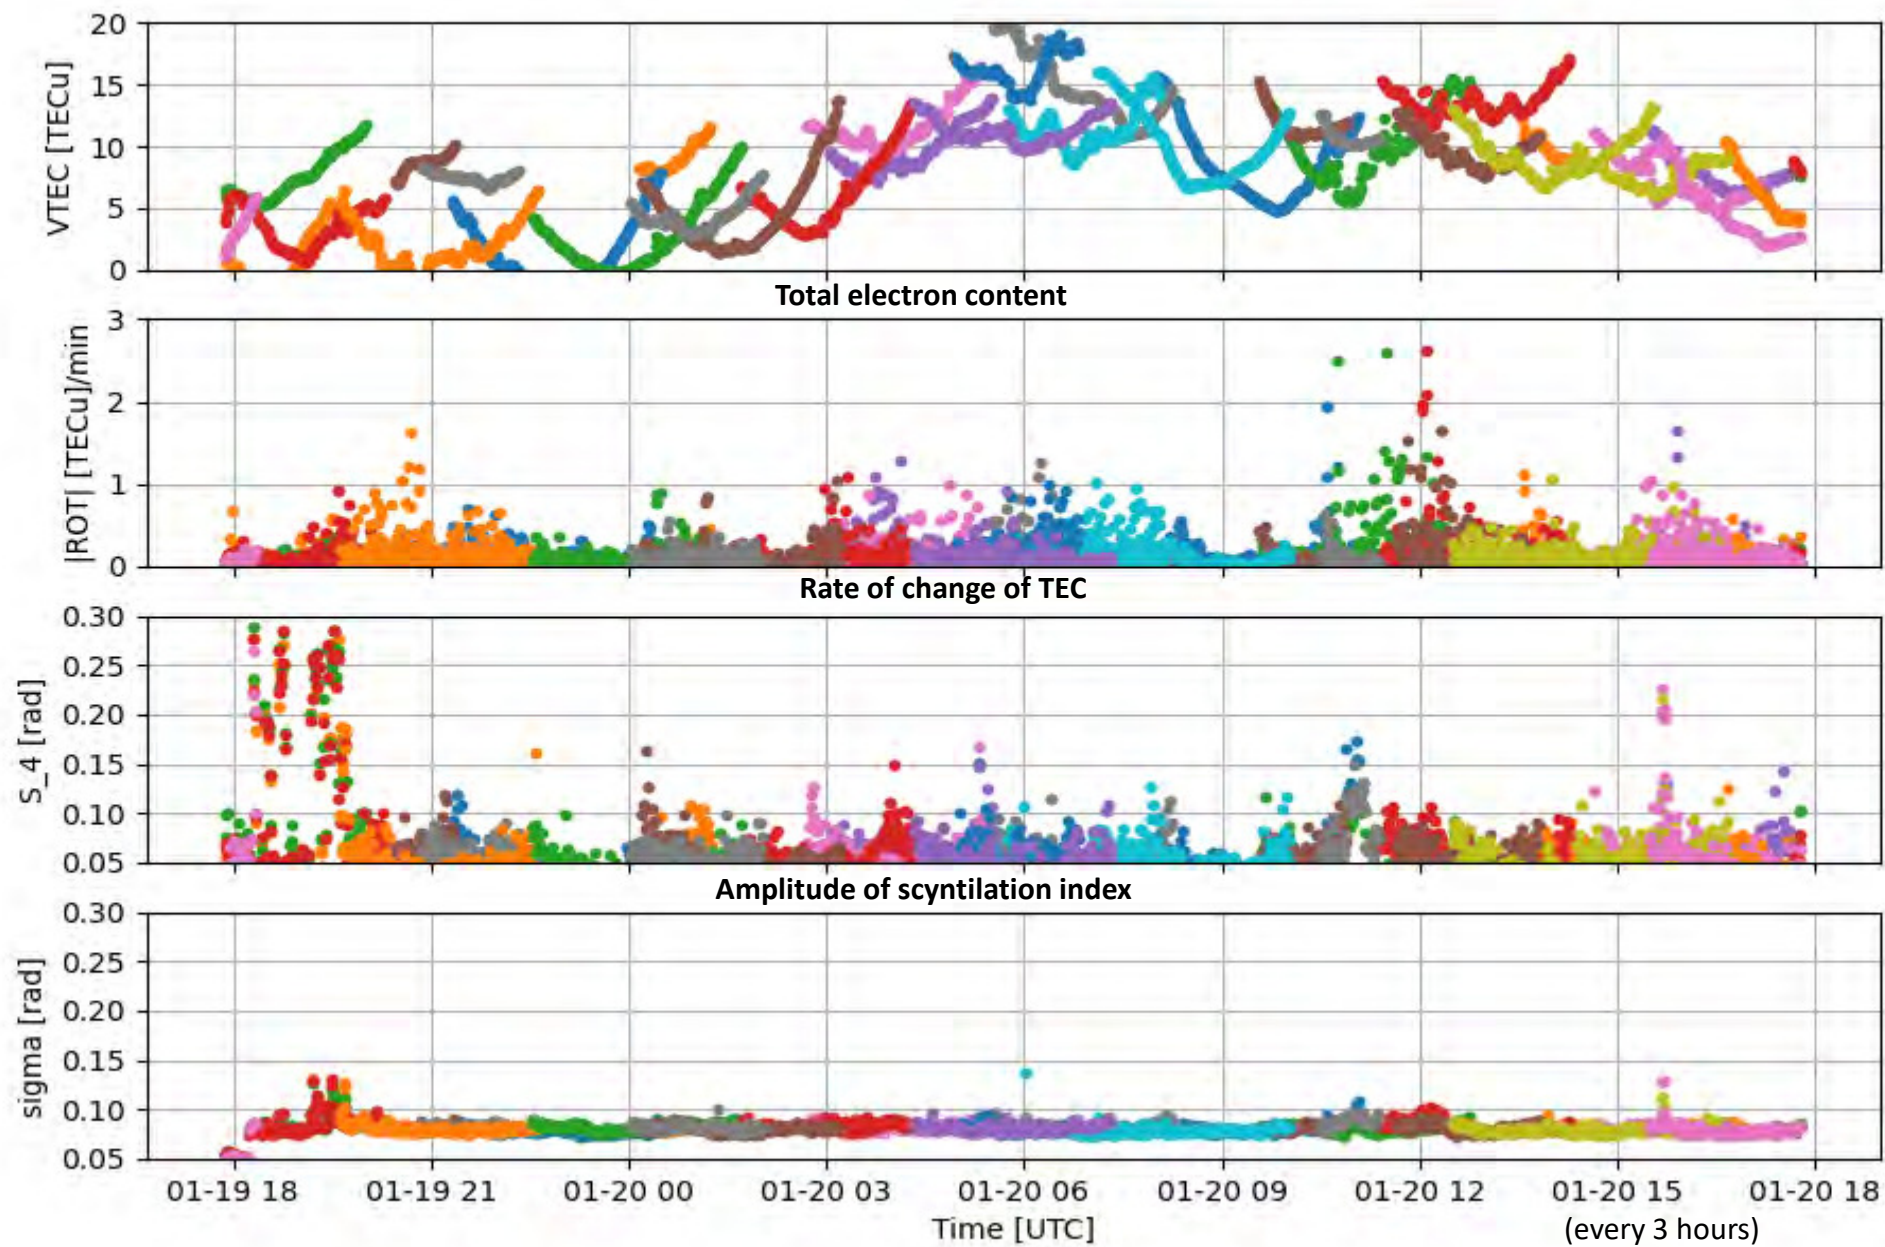 VTEC [TECu]
20
15
10
5
0
Total electron content
|ROT| [TECu]/min
3
2
1
0
Rate of change of TEC
S_4 [rad]
0.30
0.25
0.20
0.15
0.10
0.05
Amplitude of scyntilation index
sigma [rad]
0.30
0.25
0.20
0.15
0.10
0.05
01-19 18 01-19 21 01-20 00 01-20 03 01-20 06 01-20 09 01-20 12 01-20 15 01-20 18
Time [UTC] (every 3 hours)